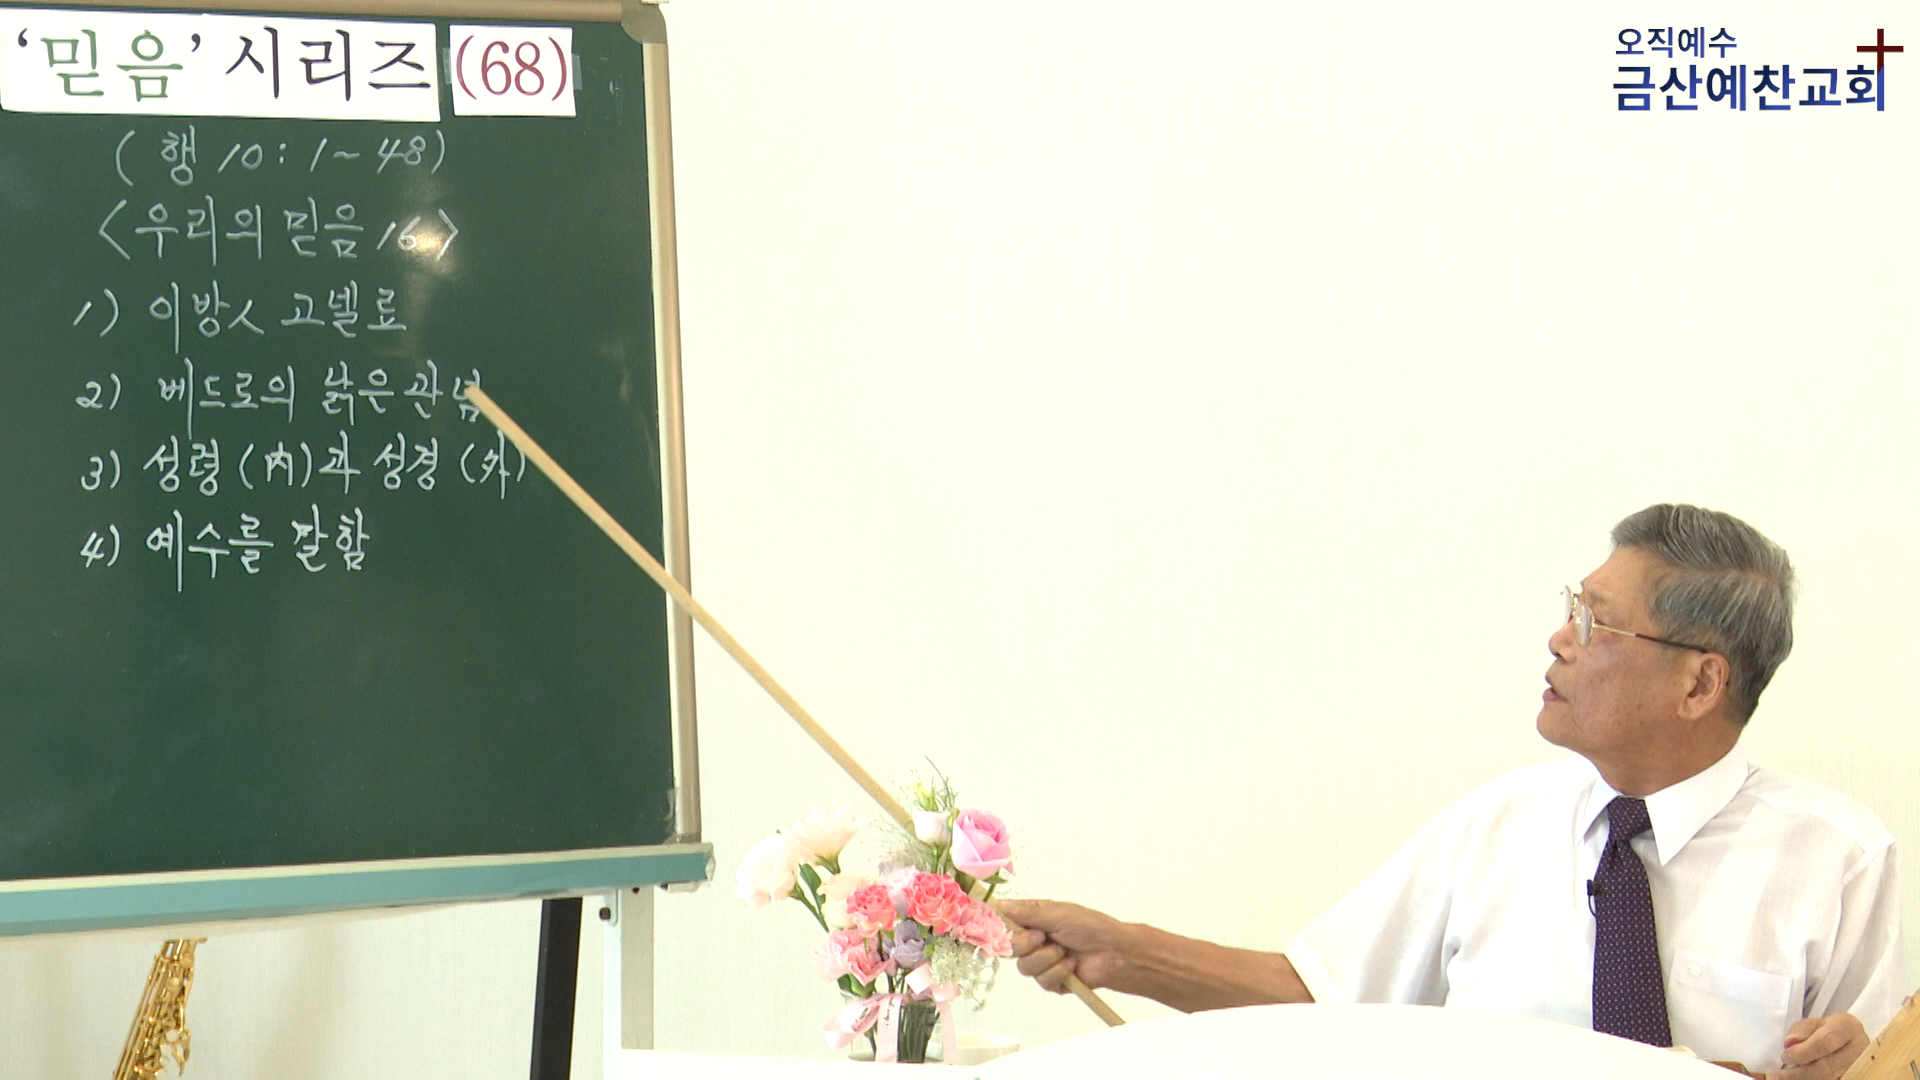 ‘믿음’ 시리즈 (68)
(행 10:1~48)
<우리의 믿음 16>
1) 이방人 고넬료
2) 베드로의 낡은 관념
3) 성령(内)과 성경(外)
4) 예수를 말함
오직예수
금산예찬교회